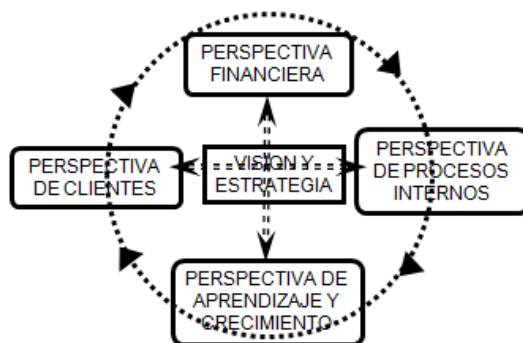 PERSPECTIVA
FINANCIERA
PERSPECTIVA
DE CLIENTES
VISION Y
ESTRATEGIA
PERSPECTIVA
DE PROCESOS
INTERNOS
PERSPECTIVA DE
APRENDIZAJE Y
CRECIMIENTO